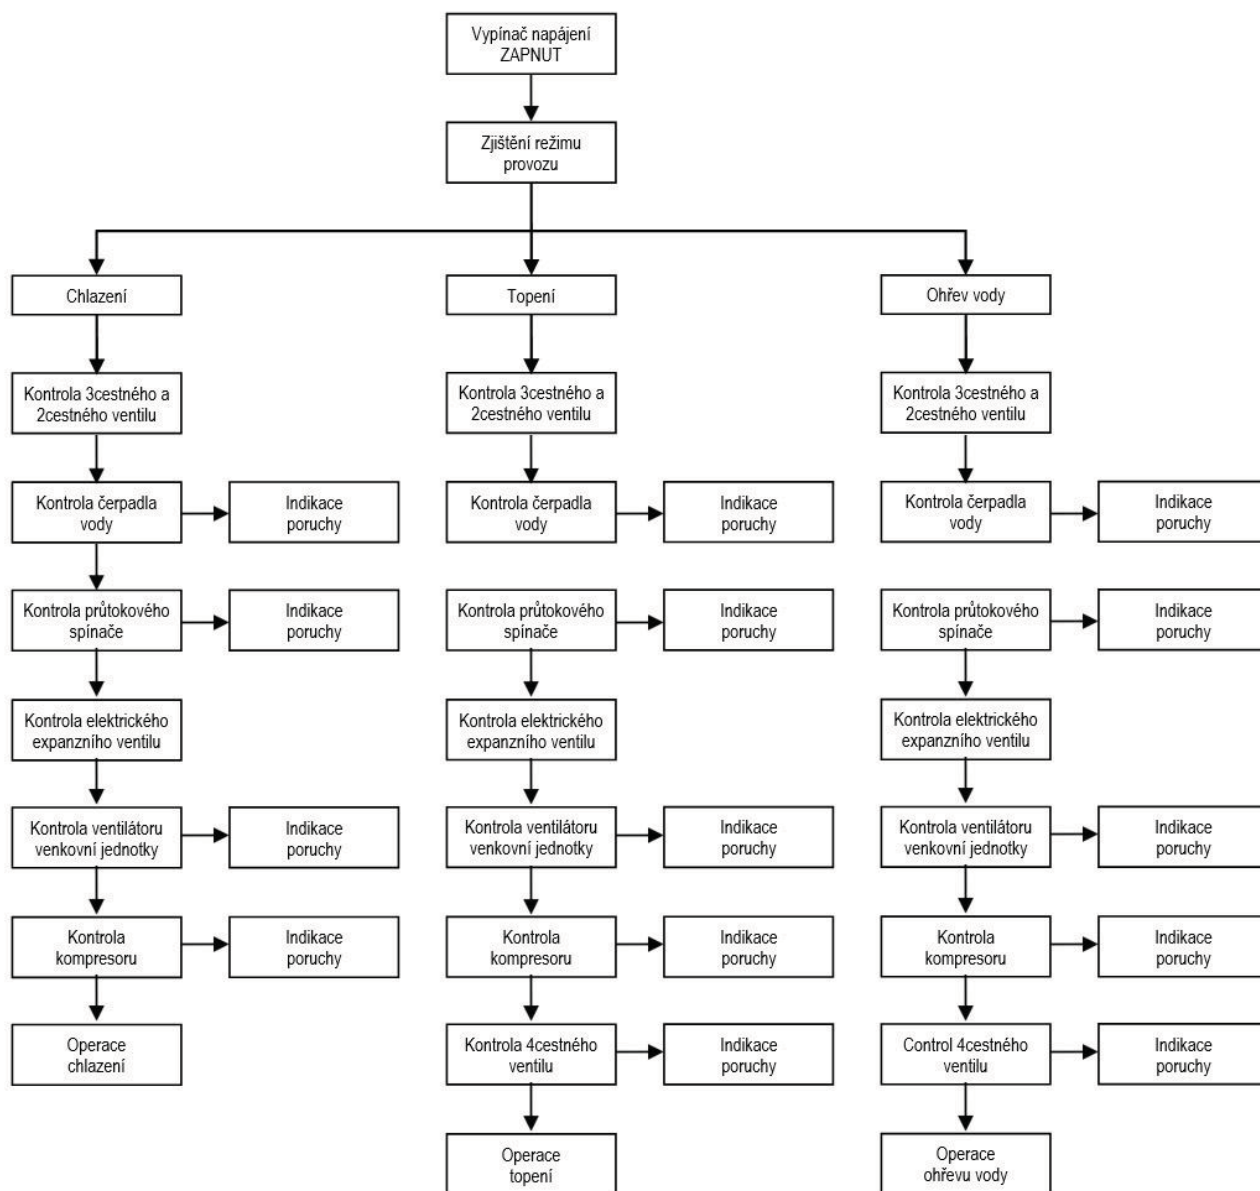 Vypínač napájení
ZAPNUT
Zjištění režimu
provozu
Chlazení
Topení
Ohřev vody
Kontrola 3cestného a
2cestného ventilu
Kontrola 3cestného a
2cestného ventilu
Kontrola 3cestného a
2cestného ventilu
Kontrola čerpadla
vody
Indikace
poruchy
Kontrola čerpadla
vody
Indikace
poruchy
Kontrola čerpadla
vody
Indikace
poruchy
Kontrola průtokového
spínače
Indikace
poruchy
Kontrola průtokového
spínače
Indikace
poruchy
Kontrola průtokového
spínače
Indikace
poruchy
Kontrola elektrického
expanzního ventilu
Kontrola elektrického
expanzního ventilu
Kontrola elektrického
expanzního ventilu
Kontrola ventilátoru
venkovní jednotky
Indikace
poruchy
Kontrola ventilátoru
venkovní jednotky
Indikace
poruchy
Kontrola ventilátoru
venkovní jednotky
Indikace
poruchy
Kontrola
kompresoru
Indikace
poruchy
Kontrola
kompresoru
Indikace
poruchy
Kontrola
kompresoru
Indikace
poruchy
Operace
chlazení
Kontrola 4cestného
ventilu
Indikace
poruchy
Control 4cestného
ventilu
Indikace
poruchy
Operace
topení
Operace
ohřevu vody